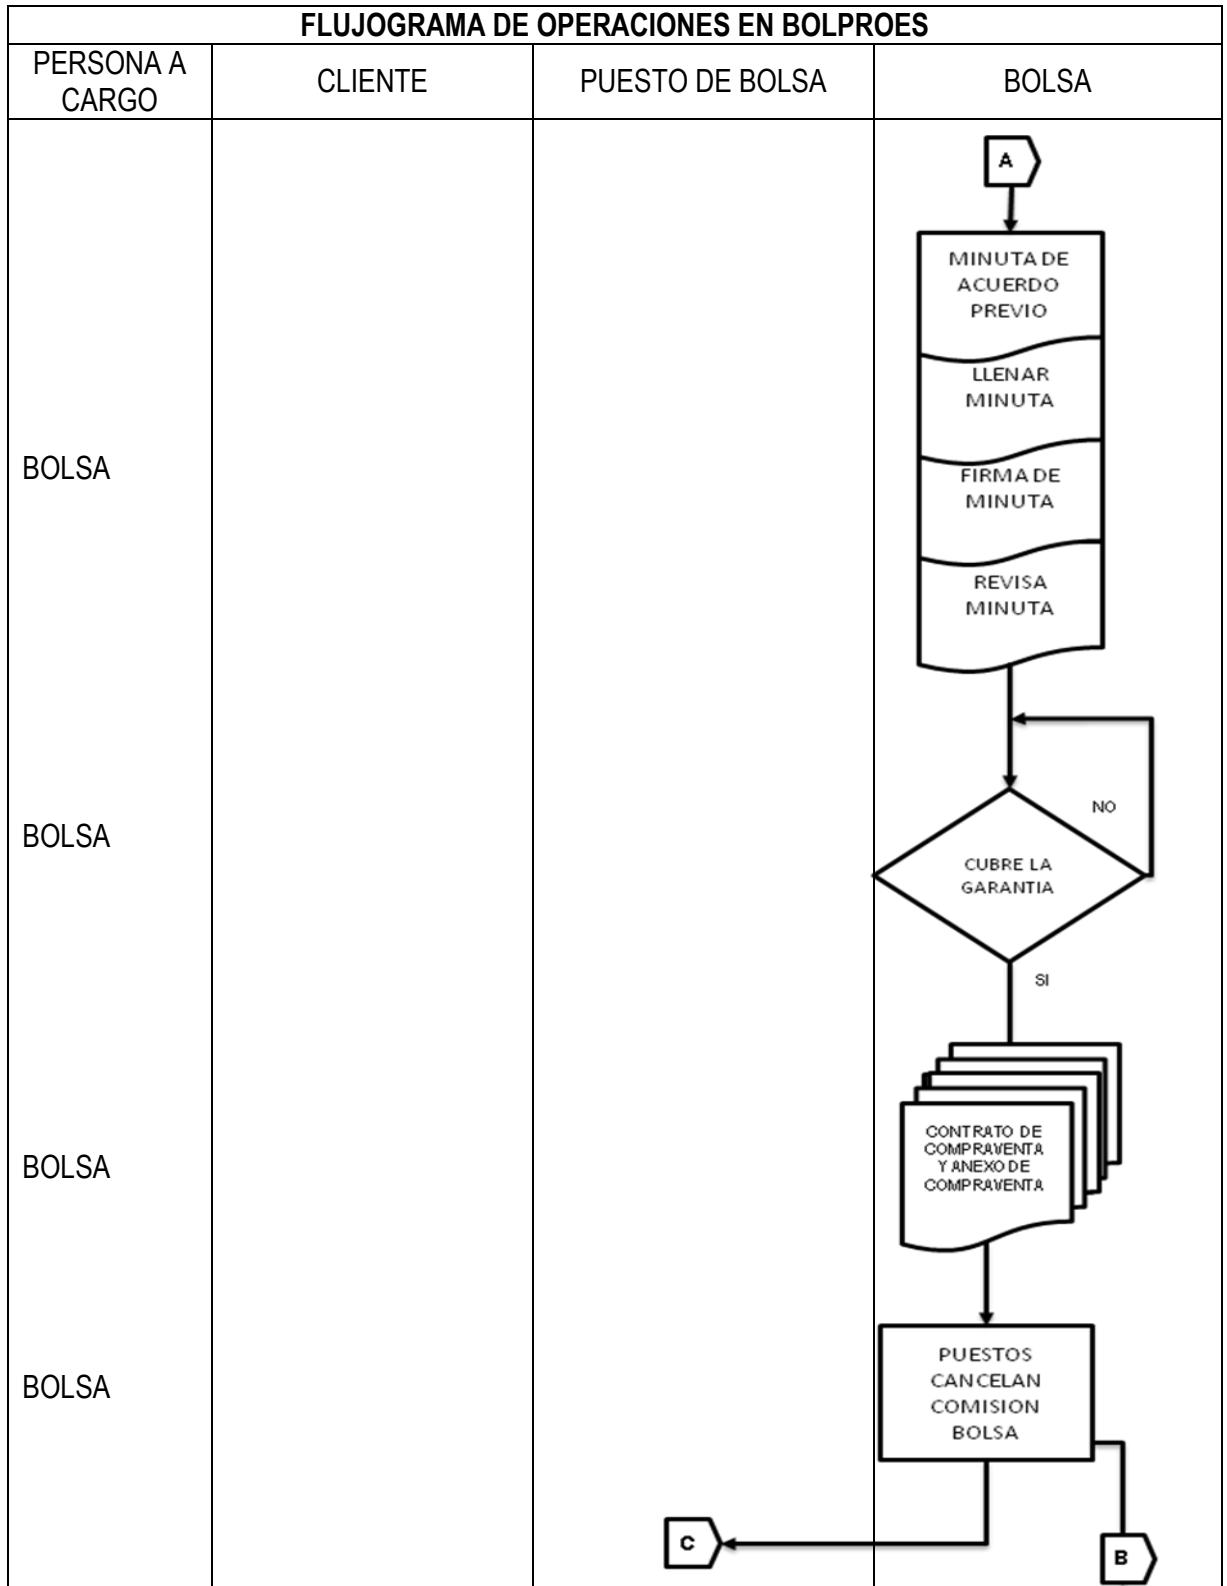 FLUJOGRAMA DE OPERACIONES EN BOLPROES
PERSONA A
CARGO
CLIENTE
PUESTO DE BOLSA
BOLSA
A
MINUTA DE
ACUERDO
PREVIO
LLENAR
MINUTA
BOLSA
FIRMA DE
MINUTA
REVISA
MINUTA
NO
BOLSA
CUBRE LA
GARANTIA
SI
BOLSA
CONTRATO DE
COMPRAVENTA
Y ANEXO DE
COMPRAVENTA
BOLSA
PUESTOS
CANCELAN
COMISION
BOLSA
C
B